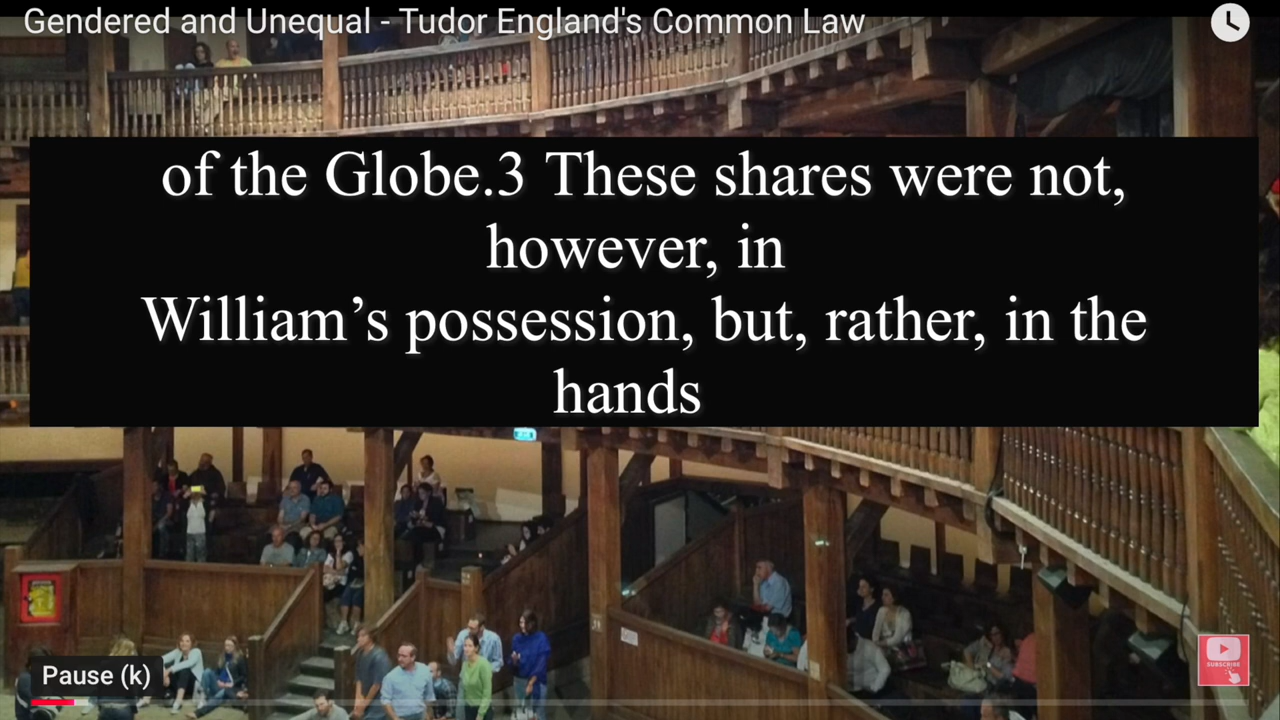 Gendered and Unequal - Tudor England's Common Law
of the Globe.3 These shares were not,
however, in
William’s possession, but, rather, in the
hands
Pause (k)
SUBSCRIBE